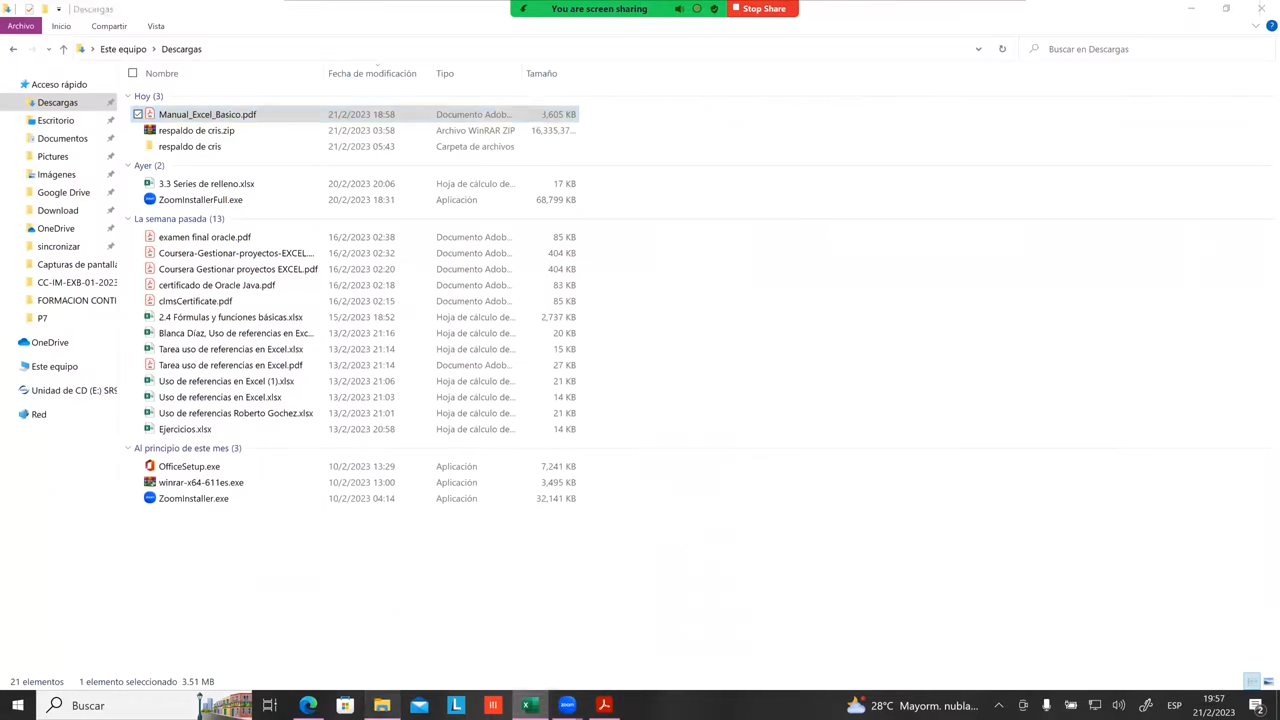 Descargas
You are screen sharing
Stop Share
Archivo Inicio Compartir Vista
Este equipo > Descargas
Buscar en Descargas
Nombre Fecha de modificación Tipo Tamaño
Acceso rápido
Descargas
Escritorio
Documentos
Pictures
Imágenes
Google Drive
Download
OneDrive
sincronizar
Capturas de pantalla
CC-IM-EXB-01-2023
FORMACION CONTI
P7
OneDrive
Este equipo
Unidad de CD (E:) SRS
Red
Hoy (3)
Manual_Excel_Basico.pdf 21/2/2023 18:58 Documento Adob... 3,605 KB
respaldo de cris.zip 21/2/2023 03:58 Archivo WinRAR ZIP 16,335,37...
respaldo de cris 21/2/2023 05:43 Carpeta de archivos
Ayer (2)
3.3 Series de relleno.xlsx 20/2/2023 20:06 Hoja de cálculo de... 17 KB
ZoomInstallerFull.exe 20/2/2023 18:31 Aplicación 68,799 KB
La semana pasada (13)
examen final oracle.pdf 16/2/2023 02:38 Documento Adob... 85 KB
Coursera-Gestionar-proyectos-EXCEL.... 16/2/2023 02:32 Documento Adob... 404 KB
Coursera Gestionar proyectos EXCEL.pdf 16/2/2023 02:20 Documento Adob... 404 KB
certificado de Oracle Java.pdf 16/2/2023 02:18 Documento Adob... 83 KB
clmsCertificate.pdf 16/2/2023 02:15 Documento Adob... 85 KB
2.4 Fórmulas y funciones básicas.xlsx 15/2/2023 18:52 Hoja de cálculo de... 2,737 KB
Blanca Díaz, Uso de referencias en Exc... 13/2/2023 21:16 Hoja de cálculo de... 20 KB
Tarea uso de referencias en Excel.xlsx 13/2/2023 21:14 Hoja de cálculo de... 15 KB
Tarea uso de referencias en Excel.pdf 13/2/2023 21:14 Documento Adob... 27 KB
Uso de referencias en Excel (1).xlsx 13/2/2023 21:06 Hoja de cálculo de... 21 KB
Uso de referencias en Excel.xlsx 13/2/2023 21:03 Hoja de cálculo de... 14 KB
Uso de referencias Roberto Gochez.xlsx 13/2/2023 21:01 Hoja de cálculo de... 21 KB
Ejercicios.xlsx 13/2/2023 20:58 Hoja de cálculo de... 14 KB
Al principio de este mes (3)
OfficeSetup.exe 10/2/2023 13:29 Aplicación 7,241 KB
winrar-x64-611es.exe 10/2/2023 13:00 Aplicación 3,495 KB
ZoomInstaller.exe 10/2/2023 04:14 Aplicación 32,141 KB
21 elementos 1 elemento seleccionado 3.51 MB
Buscar
zoom
28°C Mayorm. nubla...
ESP
19:57
21/2/2023
2